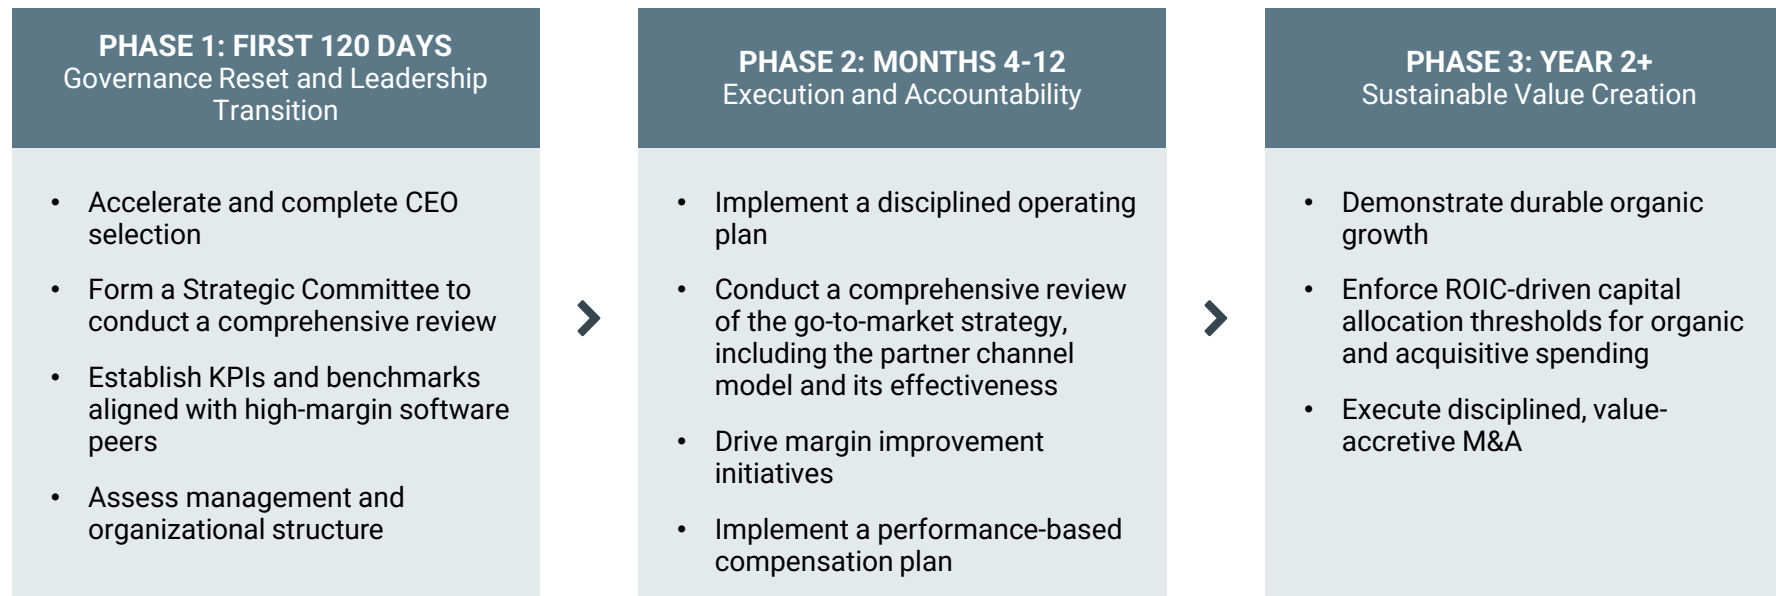 PHASE 1: FIRST 120 DAYS
Governance Reset and Leadership
Transition
• Accelerate and complete CEO
selection
• Form a Strategic Committee to
conduct a comprehensive review
• Establish KPIs and benchmarks
aligned with high-margin software
peers
• Assess management and
organizational structure
PHASE 2: MONTHS 4-12
Execution and Accountability
• Implement a disciplined operating
plan
• Conduct a comprehensive review
of the go-to-market strategy,
including the partner channel
model and its effectiveness
• Drive margin improvement
initiatives
• Implement a performance-based
compensation plan
PHASE 3: YEAR 2+
Sustainable Value Creation
• Demonstrate durable organic
growth
• Enforce ROIC-driven capital
allocation thresholds for organic
and acquisitive spending
• Execute disciplined, value-
accretive M&A